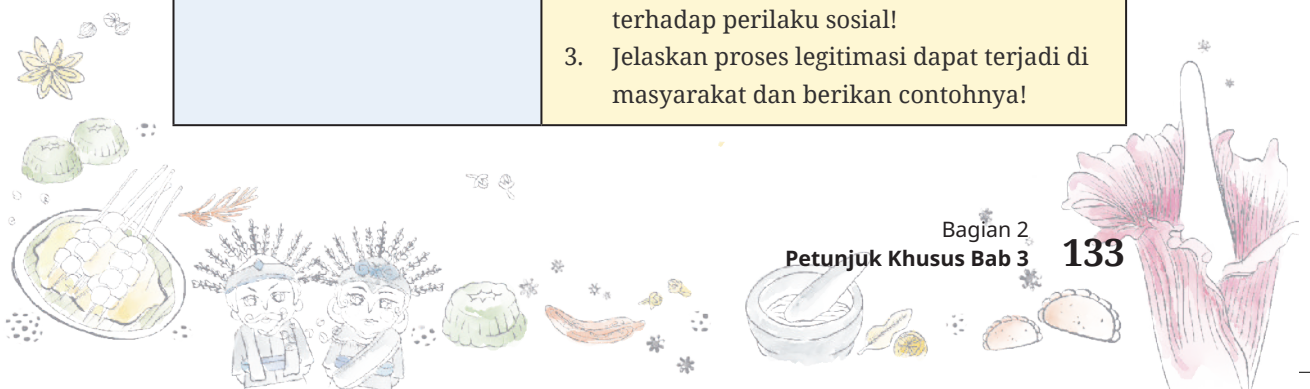 terhadap perilaku sosial!
3. Jelaskan proses legitimasi dapat terjadi di
masyarakat dan berikan contohnya!
Bagian 2
Petunjuk Khusus Bab 3 133